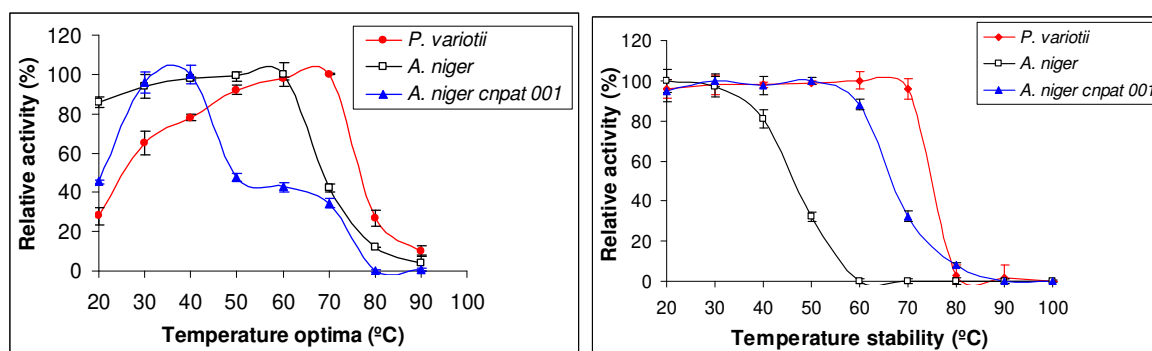 120
100
80
60
40
20
0
Relative activity (%)
20 30 40 50 60 70 80 90 100
Temperature optima (ºC)
P. variotii
A. niger
A. niger cnpat 001
120
100
80
60
40
20
0
Relative activity (%)
20 30 40 50 60 70 80 90 100
Temperature stability (ºC)
P. variotii
A. niger
A. niger cnpat 001